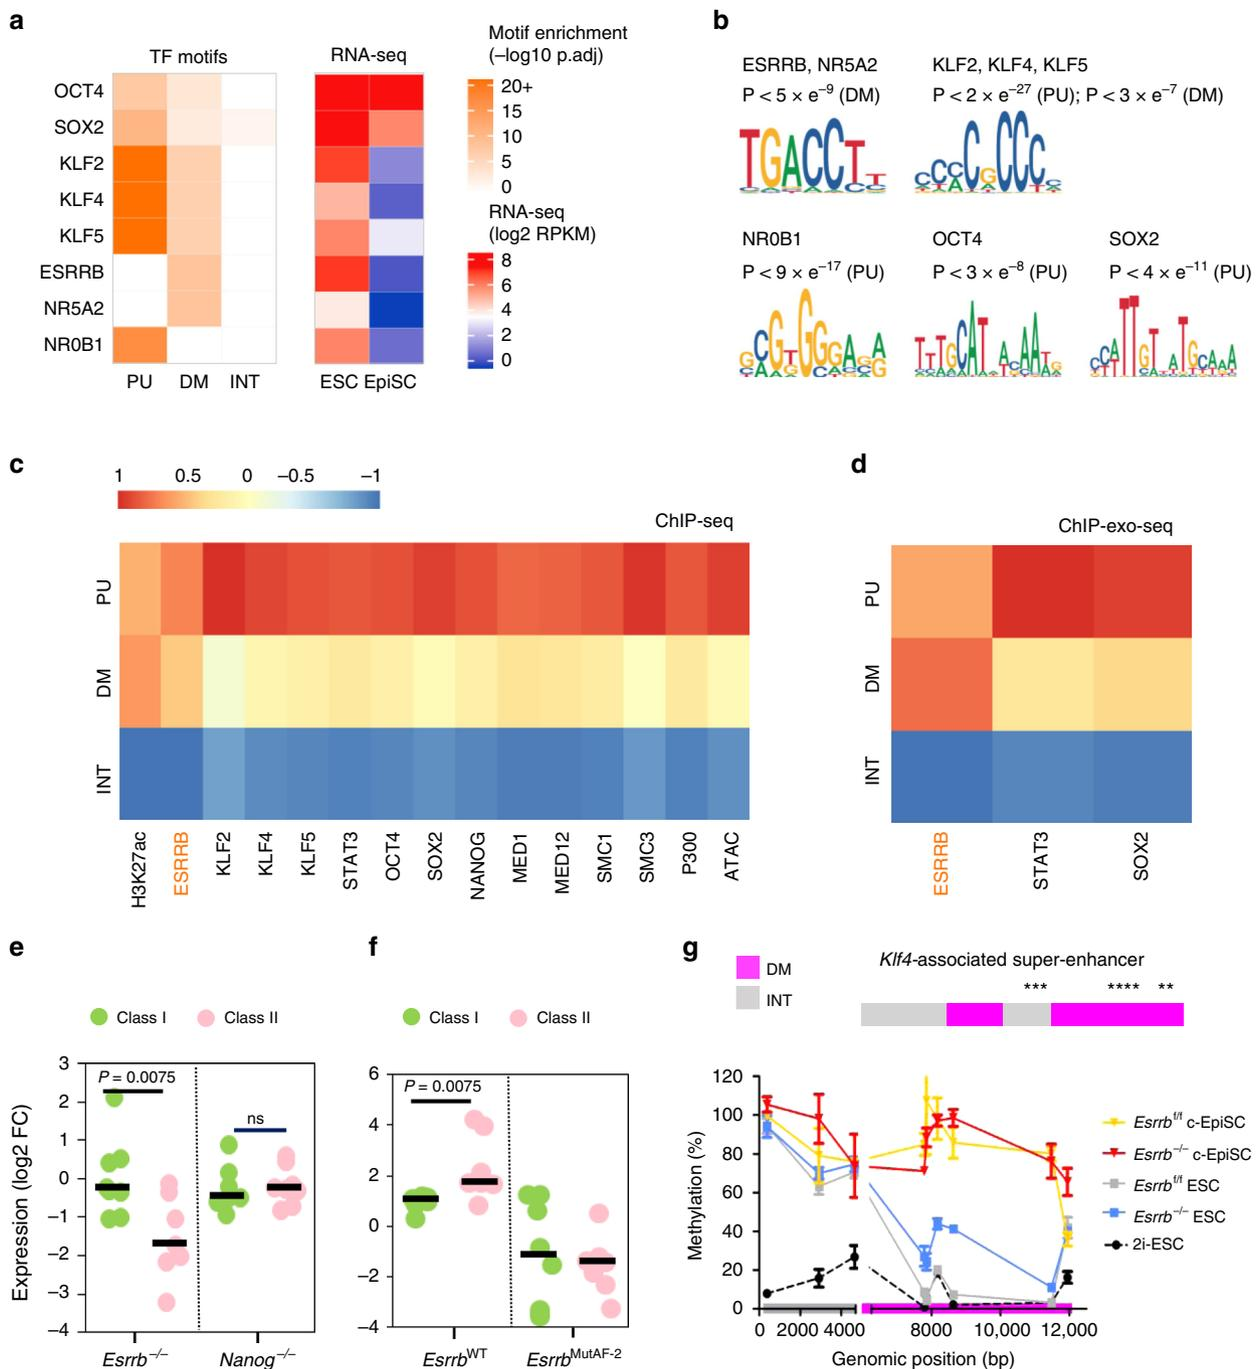 a
TF motifs
RNA-seq
Motif enrichment
(–log10 p.adj)
OCT4
SOX2
KLF2
KLF4
KLF5
ESRRB
NR5A2
NR0B1
PU DM INT
ESC EpiSC
20+
15
10
5
0
RNA-seq
(log2 RPKM)
8
6
4
2
0
b
ESRRB, NR5A2
P < 5 × e–9 (DM)
KLF2, KLF4, KLF5
P < 2 × e–27 (PU); P < 3 × e–7 (DM)
NR0B1
P < 9 × e–17 (PU)
OCT4
P < 3 × e–8 (PU)
SOX2
P < 4 × e–11 (PU)
c
1 0.5 0 –0.5 –1
ChIP-seq
PU
DM
INT
H3K27ac
ESRRB
KLF2
KLF4
KLF5
STAT3
OCT4
SOX2
NANOG
MED1
MED12
SMC1
SMC3
P300
ATAC
d
ChIP-exo-seq
PU
DM
INT
ESRRB
STAT3
SOX2
e
Class I Class II
Expression (log2 FC)
3
2
1
0
–1
–2
–3
–4
P = 0.0075
ns
Esrrb–/– Nanog–/–
f
Class I Class II
6
4
2
0
–2
–4
P = 0.0075
EsrrbWT EsrrbMutAF-2
g
DM
INT
Klf4-associated super-enhancer
*** **** **
Methylation (%)
120
100
80
60
40
20
0
0 2000 4000 8000 10,000 12,000
Genomic position (bp)
Esrrbf/f c-EpiSC
Esrrb–/– c-EpiSC
Esrrbf/f ESC
Esrrb–/– ESC
2i-ESC